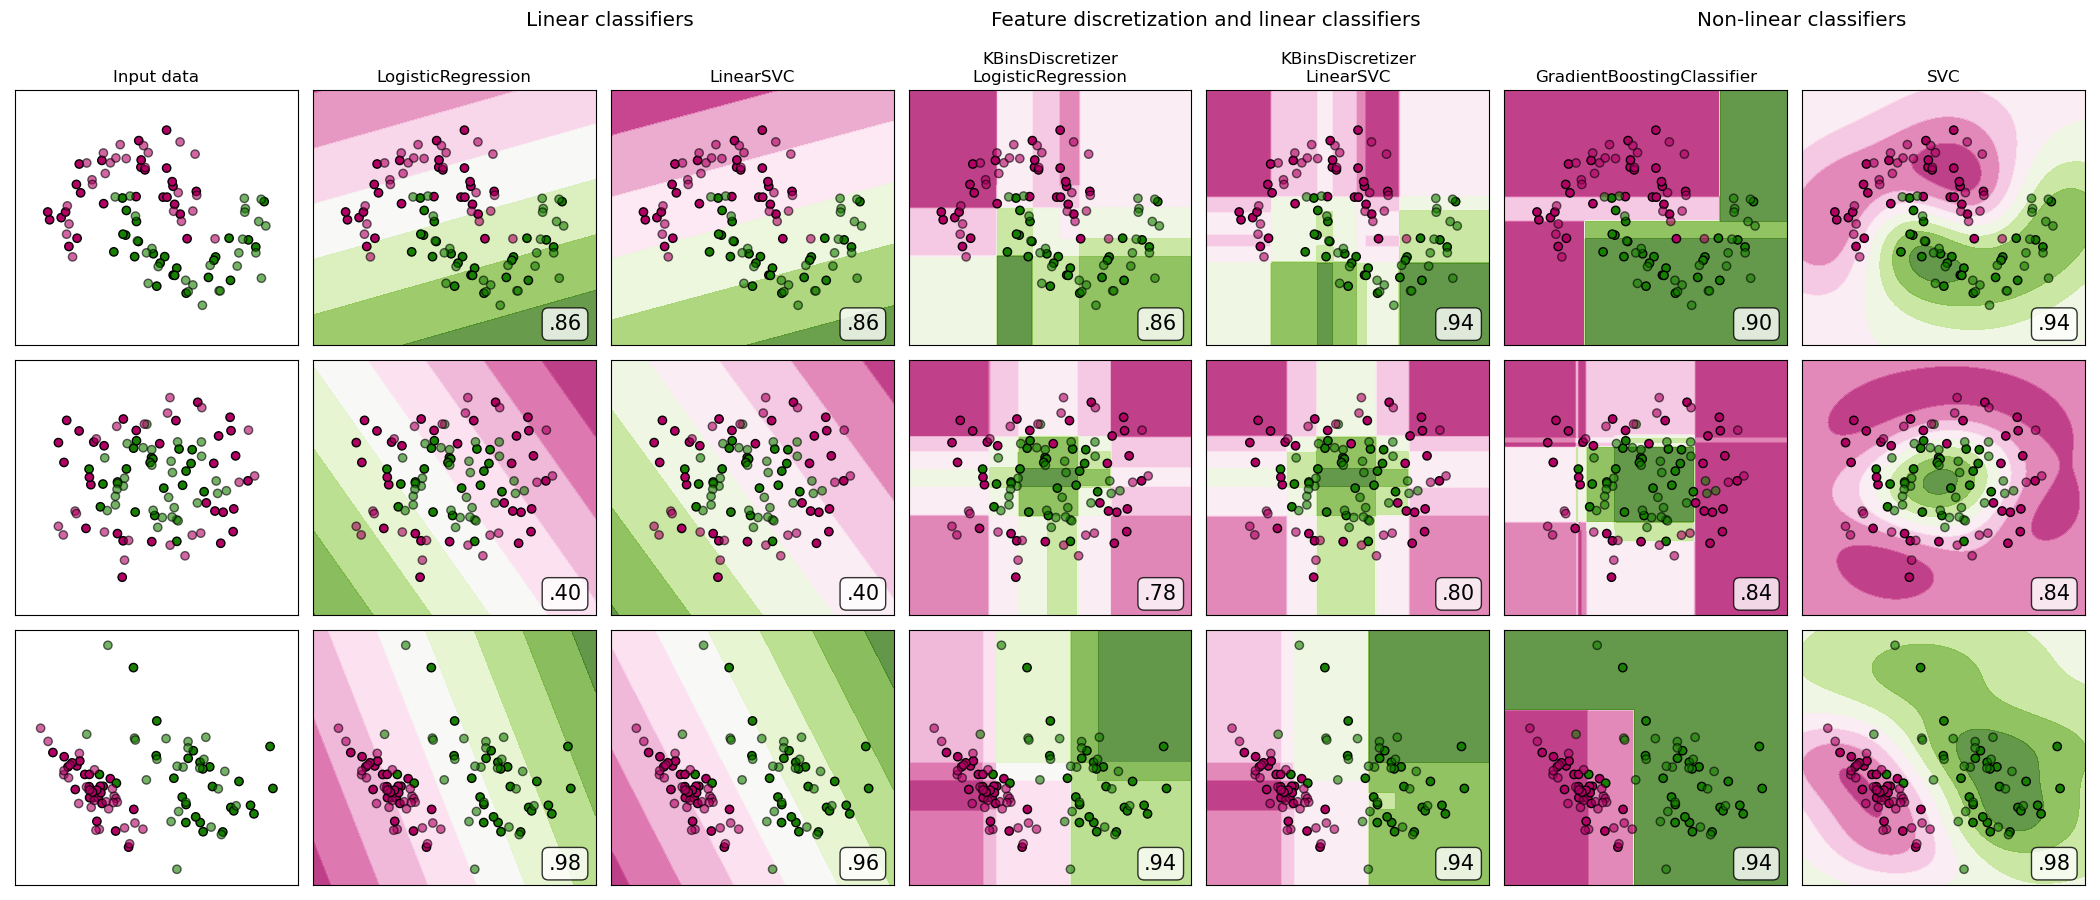 Linear classifiers
Feature discretization and linear classifiers
Non-linear classifiers
Input data
LogisticRegression
LinearSVC
KBinsDiscretizer
LogisticRegression
KBinsDiscretizer
LinearSVC
GradientBoostingClassifier
SVC
.86
.86
.86
.94
.90
.94
.40
.40
.78
.80
.84
.84
.98
.96
.94
.94
.94
.98